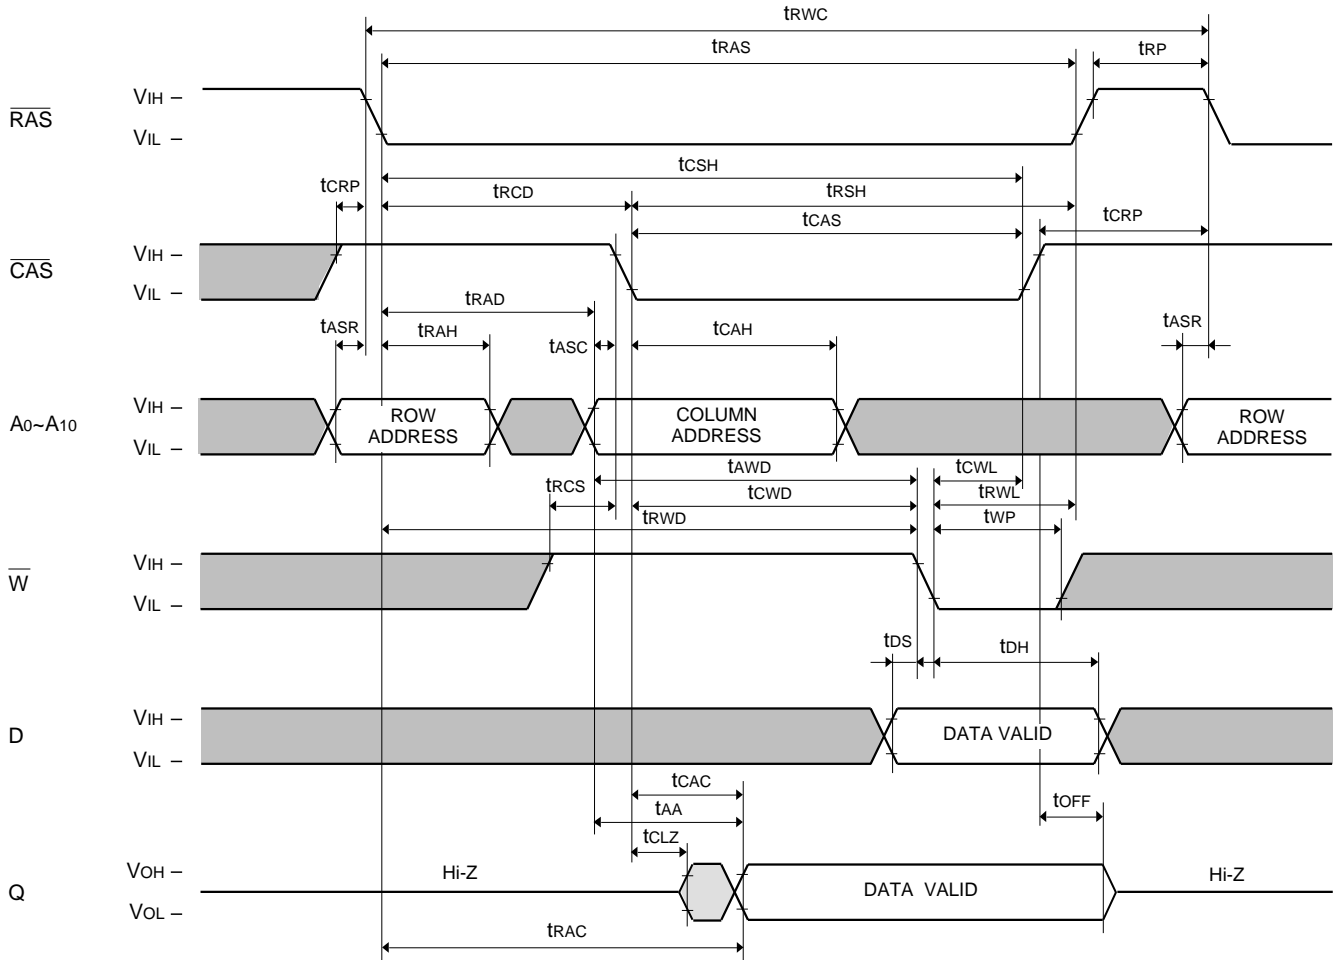 tRWC
tRAS
tRP
RAS
VIH –
VIL –
tCSH
tCRP
tRCD
tRSH
tCAS
tCRP
CAS
VIH –
VIL –
tRAD
tASR
tRAH
tASC
tCAH
tASR
A0~A10
VIH –
VIL –
ROW
ADDRESS
COLUMN
ADDRESS
ROW
ADDRESS
tAWD
tCWL
tRCS
tCWD
tRWL
tRWD
tWP
W
VIH –
VIL –
tDS
tDH
D
VIH –
VIL –
DATA VALID
tCAC
tAA
tOFF
tCLZ
Q
VOH –
VOL –
Hi-Z
DATA VALID
Hi-Z
tRAC